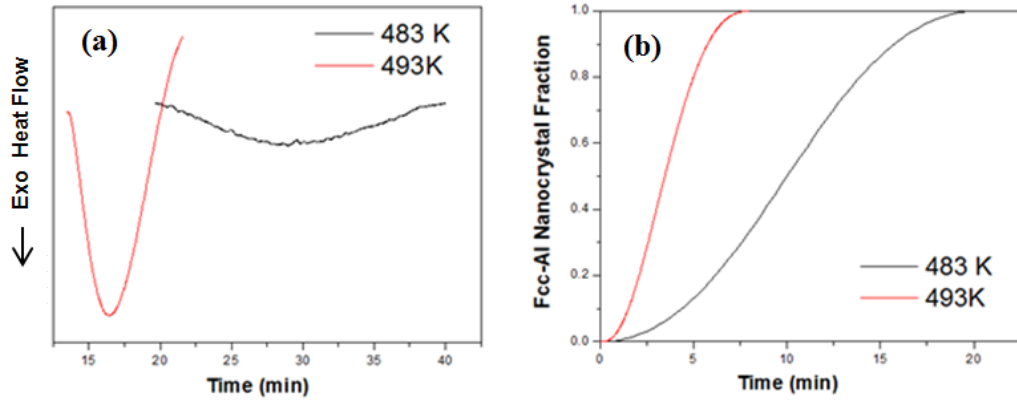 (a)
483 K
493K
Exo Heat Flow
15 20 25 30 35 40
Time (min)
(b)
1.0
0.8
0.6
0.4
0.2
0.0
Fcc-Al Nanocrystal Fraction
483 K
493K
0 5 10 15 20
Time (min)